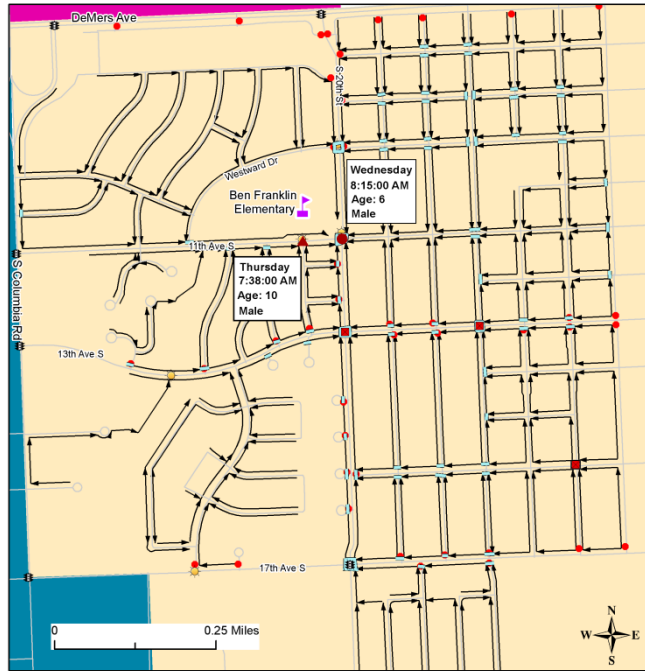 DeMers Ave
S 20th St
Westward Dr
Wednesday
8:15:00 AM
Age: 6
Male
Ben Franklin
Elementary
11th Ave S
S Columbia Rd
Thursday
7:38:00 AM
Age: 10
Male
13th Ave S
17th Ave S
0
0.25 Miles
N
W
E
S